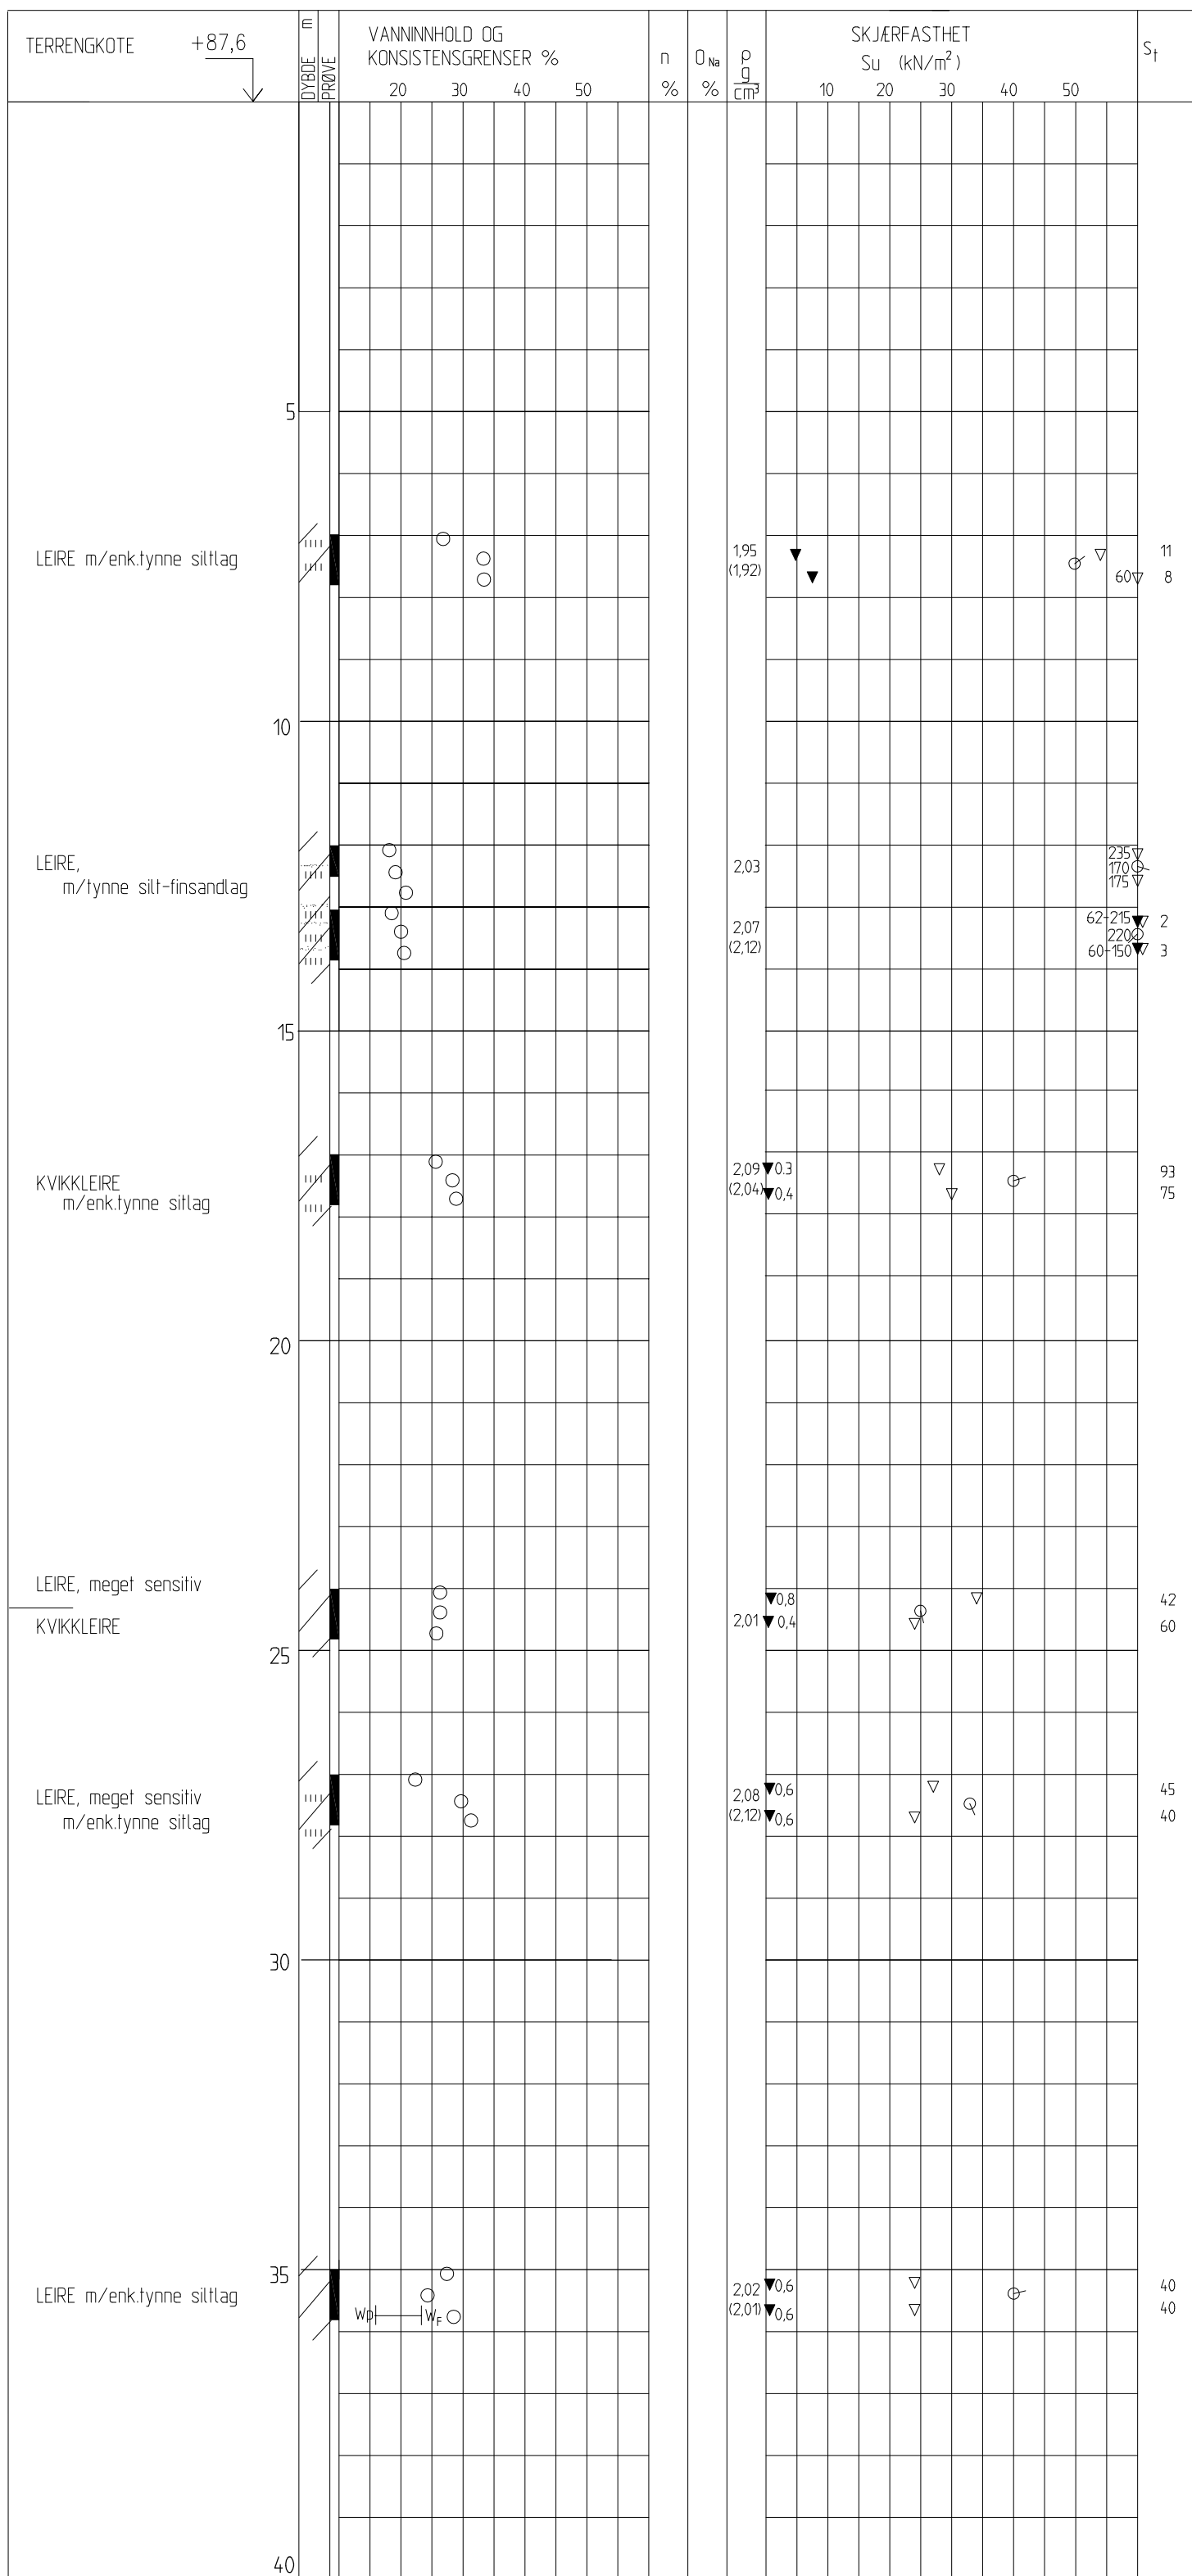 TERRENGKOTE +87,6
m
DYBDE
PRØVE
VANNINNHOLD OG
KONSISTENSGRENSER %
20 30 40 50
n
%
O Na
%
ρ
g
cm³
SKJÆRFASTHET
Su (kN/m²)
10 20 30 40 50
St
5
LEIRE m/enk.tynne siltlag
1,95
(1,92)
11
60 8
10
LEIRE,
m/tynne silt-finsandlag
2,03
235
170
175
2,07
(2,12)
62-215 2
220
60-150 3
15
KVIKKLEIRE
m/enk.tynne sitlag
2,09 0.3 93
(2,04) 0,4 75
20
LEIRE, meget sensitiv
0,8 42
KVIKKLEIRE
2,01 0,4 60
25
LEIRE, meget sensitiv
m/enk.tynne sitlag
2,08 0,6 45
(2,12) 0,6 40
30
35
LEIRE m/enk.tynne siltlag
Wp WF
2,02 0,6 40
(2,01) 0,6 40
40